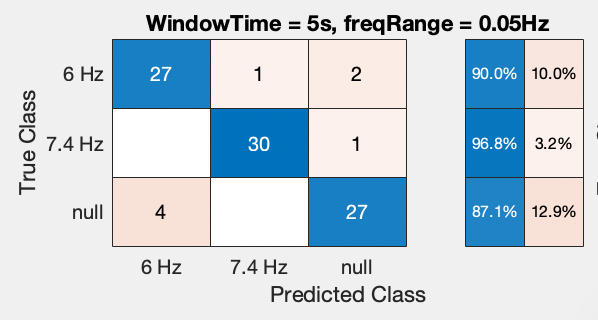 WindowTime = 5s, freqRange = 0.05Hz
True Class
6 Hz 27 1 2 90.0% 10.0%
7.4 Hz 30 1 96.8% 3.2%
null 4 27 87.1% 12.9%
6 Hz 7.4 Hz null
Predicted Class